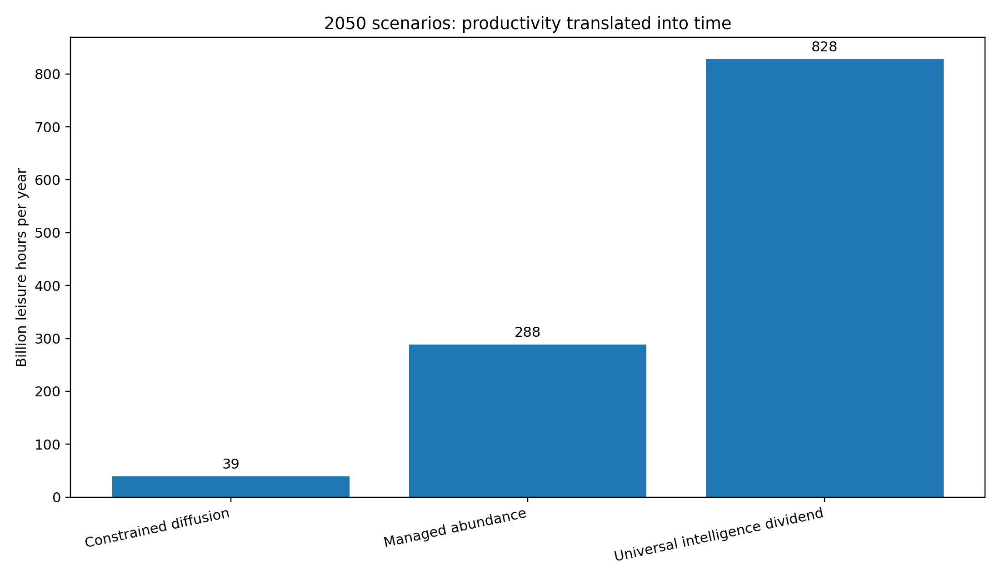 2050 scenarios: productivity translated into time
Billion leisure hours per year
800
700
600
500
400
300
200
100
0
39
288
828
Constrained diffusion
Managed abundance
Universal intelligence dividend